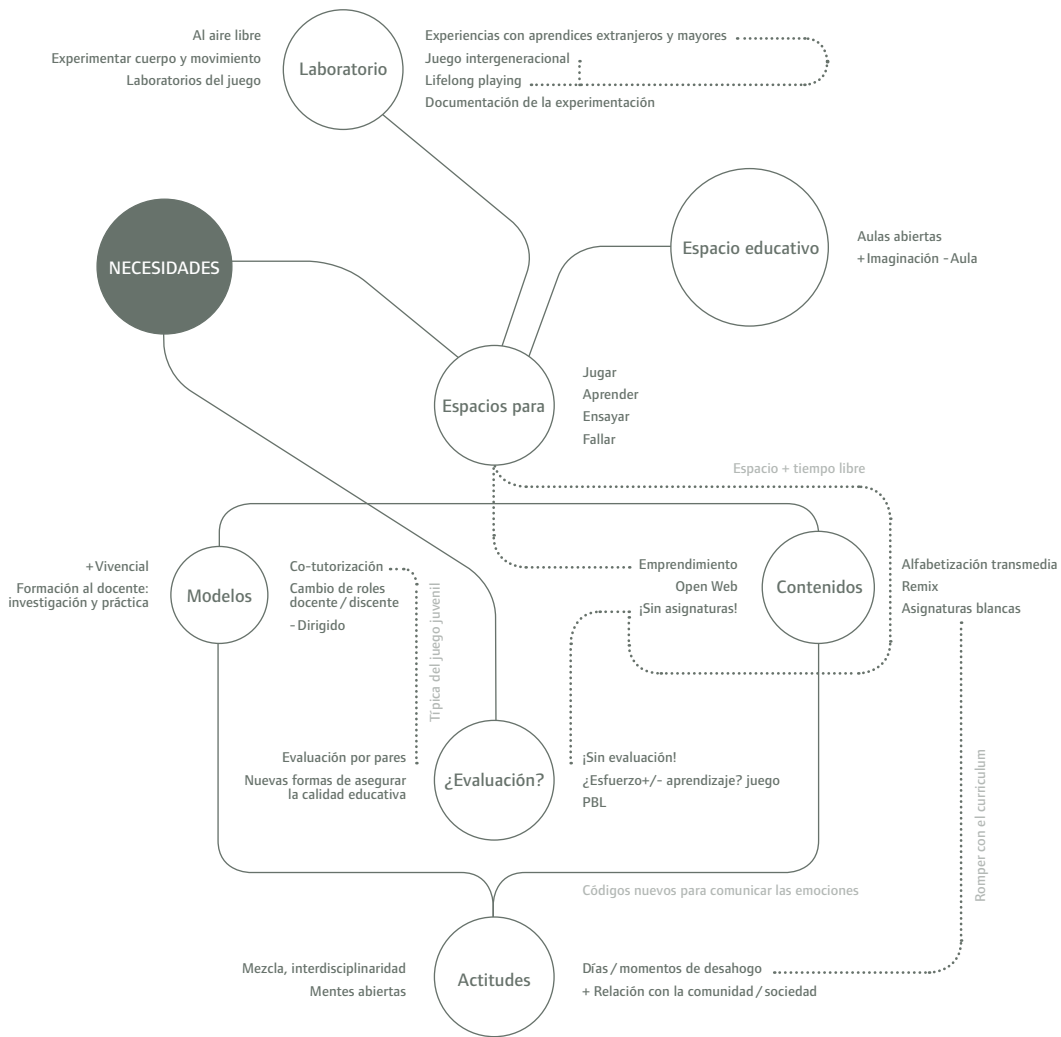 Al aire libre
Experimentar cuerpo y movimiento
Laboratorios del juego
Laboratorio
Experiencias con aprendices extranjeros y mayores
Juego intergeneracional
Lifelong playing
Documentación de la experimentación
NECESIDADES
Espacio educativo
Aulas abiertas
+ Imaginación - Aula
Espacios para
Jugar
Aprender
Ensayar
Fallar
Espacio + tiempo libre
+ Vivencial
Formación al docente:
investigación y práctica
Modelos
Co-tutorización
Cambio de roles
docente / discente
- Dirigido
Típica del juego juvenil
Emprendimiento
Open Web
¡Sin asignaturas!
Contenidos
Alfabetización transmedia
Remix
Asignaturas blancas
Evaluación por pares
Nuevas formas de asegurar
la calidad educativa
¿Evaluación?
¡Sin evaluación!
¿Esfuerzo+/- aprendizaje? juego
PBL
Romper con el curriculum
Códigos nuevos para comunicar las emociones
Mezcla, interdisciplinaridad
Mentes abiertas
Actitudes
Días / momentos de desahogo
+ Relación con la comunidad / sociedad